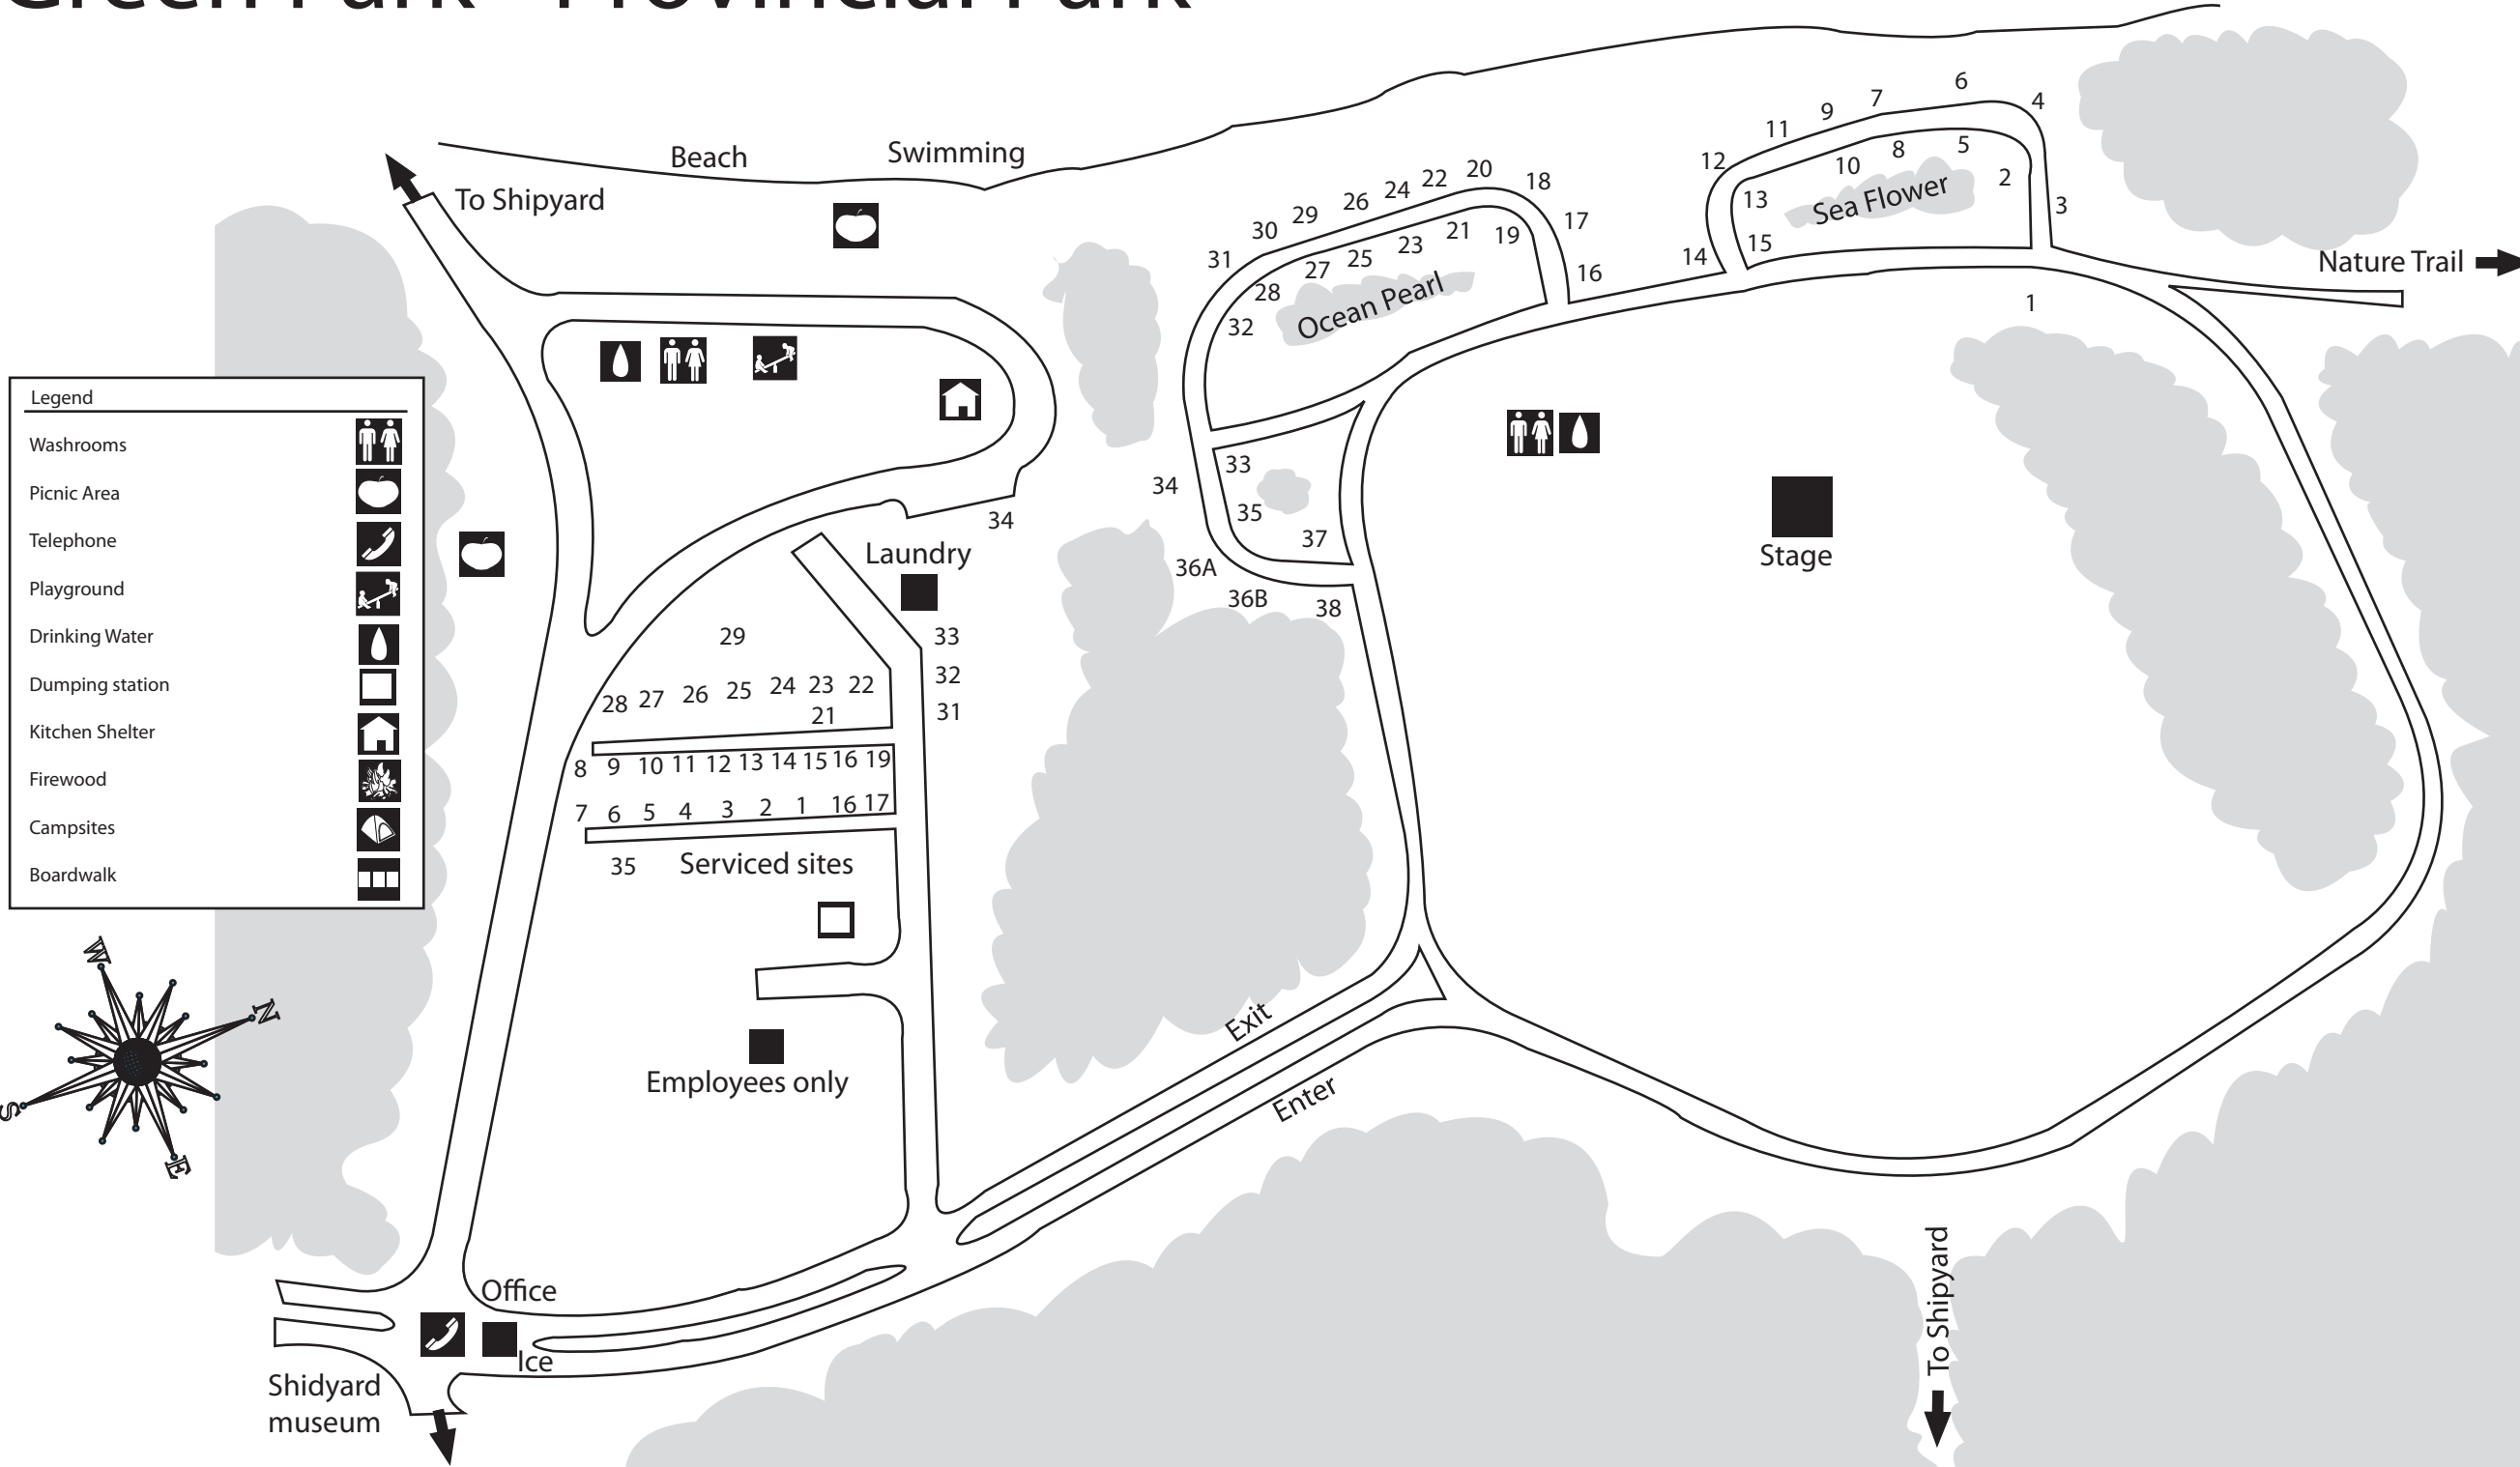 Green Park - Provincial Park
Beach
Swimming
To Shipyard
6
4
7
9
11
12
5
8
10
2
13
Sea Flower
3
15
14
Nature Trail
1
20
22
18
24
26
29
17
30
21
19
23
31
25
27
16
28
Ocean Pearl
32
33
34
35
37
36A
36B
38
Stage
34
Laundry
33
32
31
29
28 27 26 25 24 23 22
21
8 9 10 11 12 13 14 15 16 19
7 6 5 4 3 2 1 16 17
35
Serviced sites
Employees only
Legend
Washrooms
Picnic Area
Telephone
Playground
Drinking Water
Dumping station
Kitchen Shelter
Firewood
Campsites
Boardwalk
W
N
S
E
Exit
Enter
Office
Ice
Shidyard
museum
To Shipyard